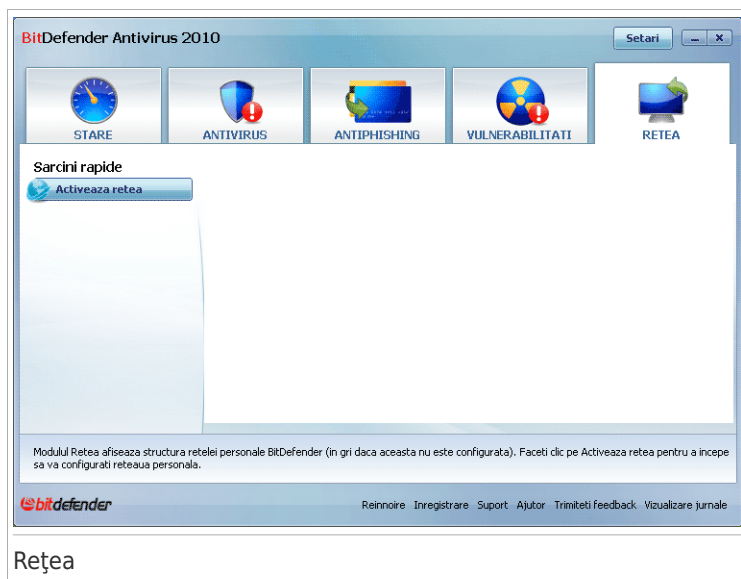 BitDefender Antivirus 2010
Setari
STARE
ANTIVIRUS
ANTIPHISHING
VULNERABILITATI
RETEA
Sarcini rapide
Activeaza retea
Modulul Retea afiseaza structura retelei personale BitDefender (in gri daca aceasta nu este configurata). Faceti clic pe Activeaza retea pentru a incepe
sa va configurati reteaua personala.
bitdefender
Reinnoire Inregistrare Suport Ajutor Trimiteti feedback Vizualizare jurnale
Reţea